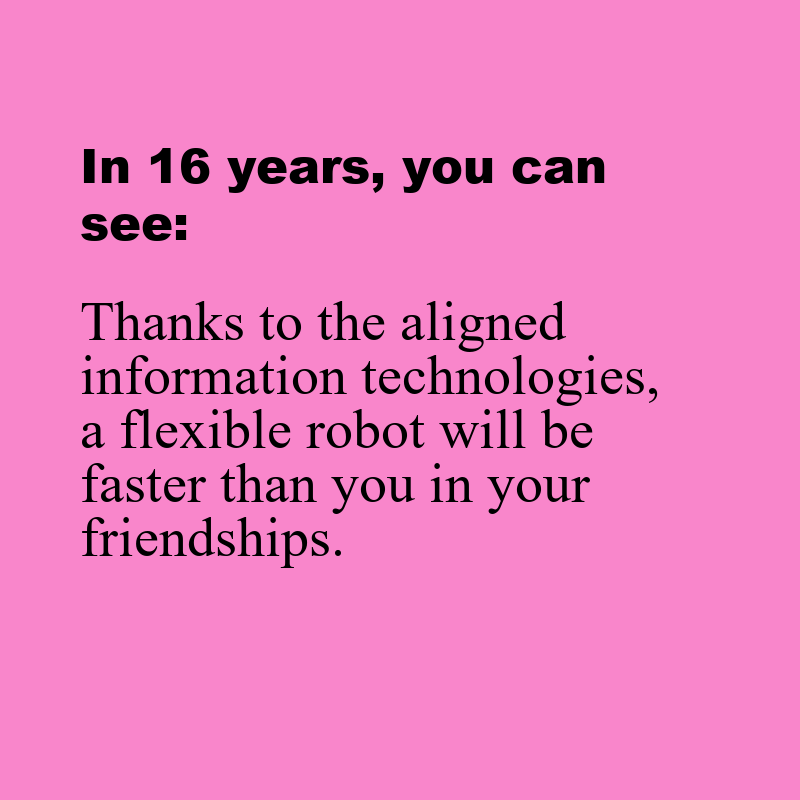 In 16 years, you can
see:
Thanks to the aligned
information technologies,
a flexible robot will be
faster than you in your
friendships.